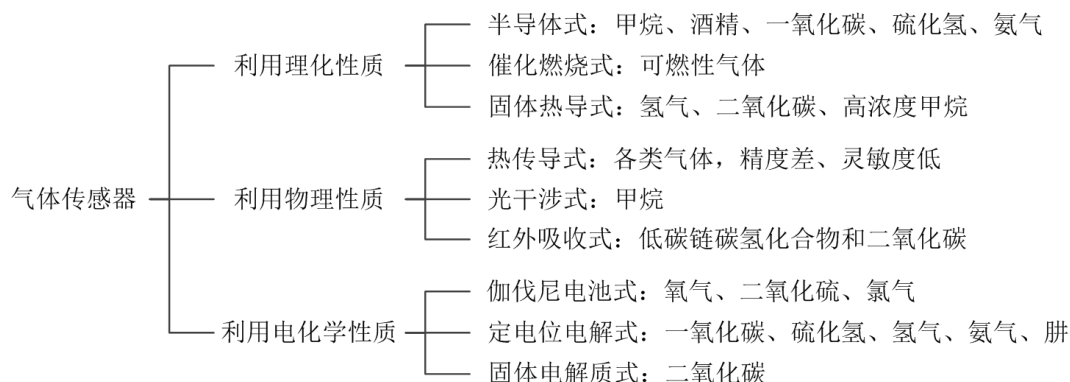 半导体式：甲烷、酒精、一氧化碳、硫化氢、氨气
利用理化性质
催化燃烧式：可燃性气体
固体热导式：氢气、二氧化碳、高浓度甲烷
热传导式：各类气体，精度差、灵敏度低
气体传感器
利用物理性质
光干涉式：甲烷
红外吸收式：低碳链碳氢化合物和二氧化碳
伽伐尼电池式：氧气、二氧化硫、氯气
利用电化学性质
定电位电解式：一氧化碳、硫化氢、氢气、氨气、肼
固体电解质式：二氧化碳